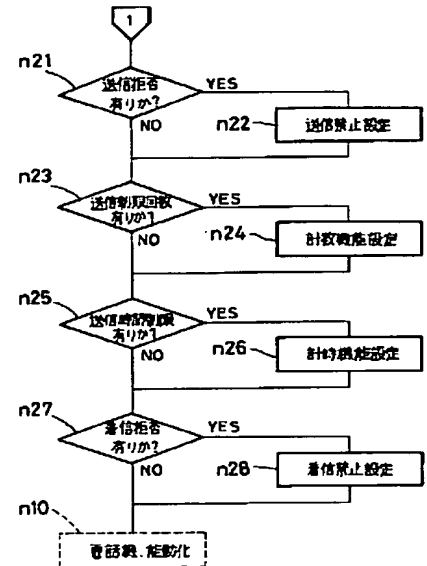 1
n21
送信拒否
有りか?
YES
NO
n22
送信禁止設定
n23
送信制限回数
有りか?
YES
NO
n24
計数機能設定
n25
送信時間制限
有りか?
YES
NO
n26
計時機能設定
n27
着信拒否
有りか?
YES
NO
n28
着信禁止設定
n10
電話機、能動化